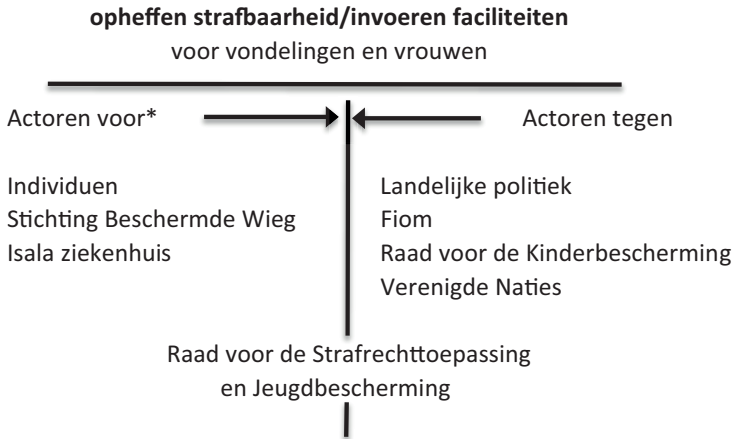 opheffen strafbaarheid/invoeren faciliteiten
voor vondelingen en vrouwen
Actoren voor*
Actoren tegen
Individuen
Stichting Beschermde Wieg
Isala ziekenhuis
Landelijke politiek
Fiom
Raad voor de Kinderbescherming
Verenigde Naties
Raad voor de Strafrechttoepassing
en Jeugdbescherming